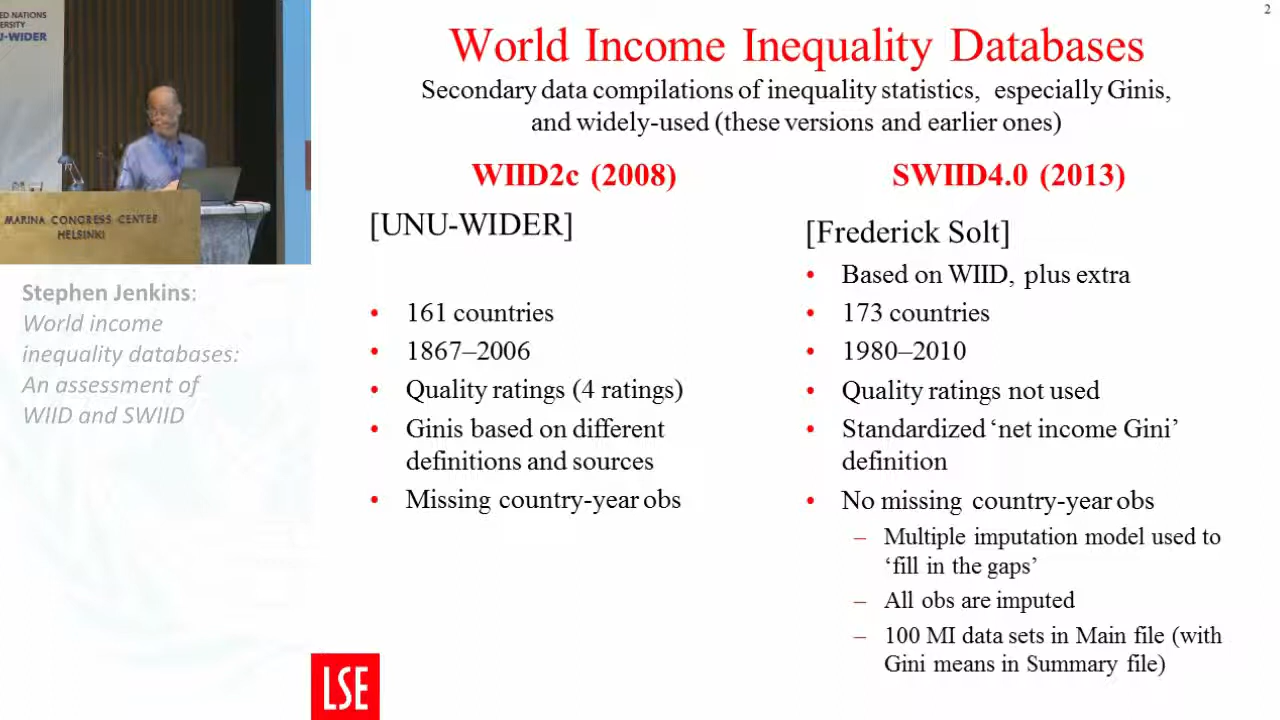 2
ED NATIONS
ERSITY
U-WIDER
MARINA CONGRESS CENTER
HELSINKI
Stephen Jenkins:
World income
inequality databases:
An assessment of
WIID and SWIID
World Income Inequality Databases
Secondary data compilations of inequality statistics, especially Ginis,
and widely-used (these versions and earlier ones)
WIID2c (2008)
[UNU-WIDER]
• 161 countries
• 1867–2006
• Quality ratings (4 ratings)
• Ginis based on different
definitions and sources
• Missing country-year obs
SWIID4.0 (2013)
[Frederick Solt]
• Based on WIID, plus extra
• 173 countries
• 1980–2010
• Quality ratings not used
• Standardized ‘net income Gini’
definition
• No missing country-year obs
– Multiple imputation model used to
‘fill in the gaps’
– All obs are imputed
– 100 MI data sets in Main file (with
Gini means in Summary file)
LSE